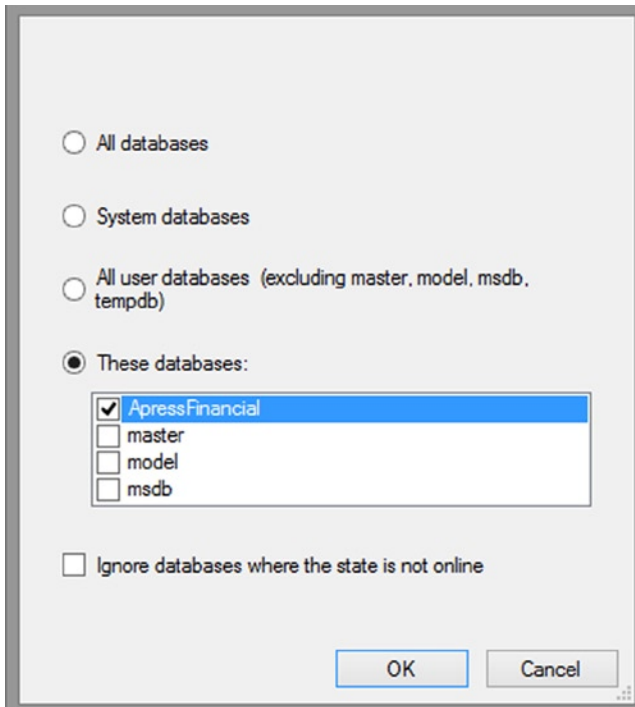 All databases
System databases
All user databases (excluding master, model, msdb,
tempdb)
These databases:
ApressFinancial
master
model
msdb
Ignore databases where the state is not online
OK
Cancel